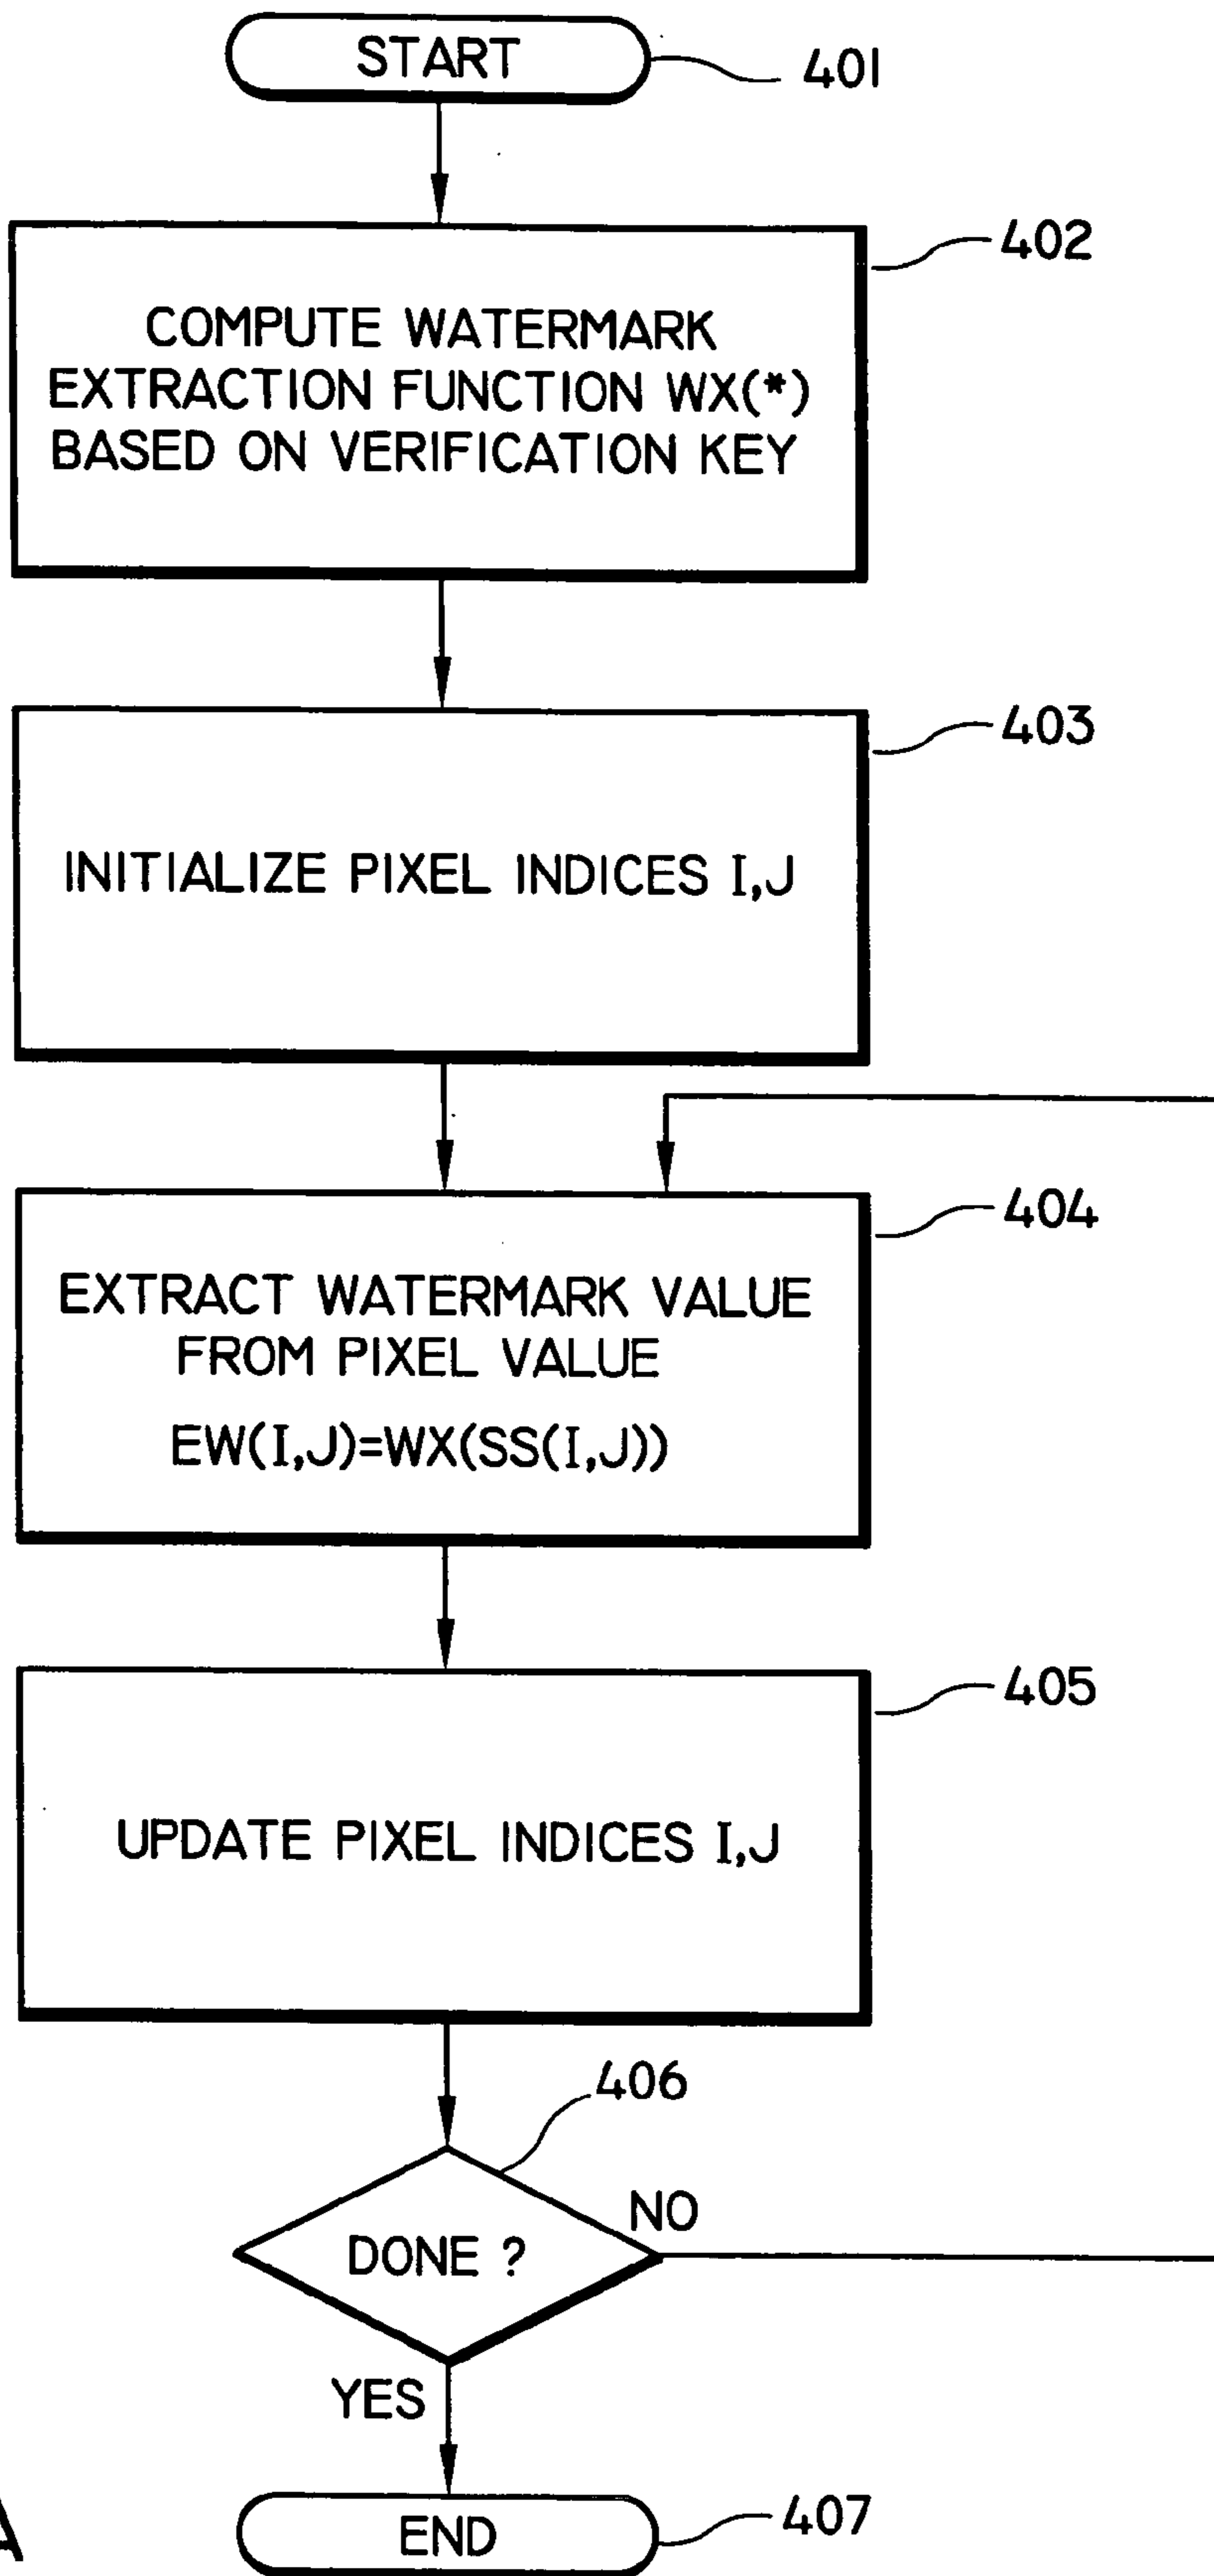 START
401
402
COMPUTE WATERMARK
EXTRACTION FUNCTION WX(*)
BASED ON VERIFICATION KEY
403
INITIALIZE PIXEL INDICES I,J
404
EXTRACT WATERMARK VALUE
FROM PIXEL VALUE
EW(I,J)=WX(SS(I,J))
405
UPDATE PIXEL INDICES I,J
406
NO
DONE ?
YES
END
407